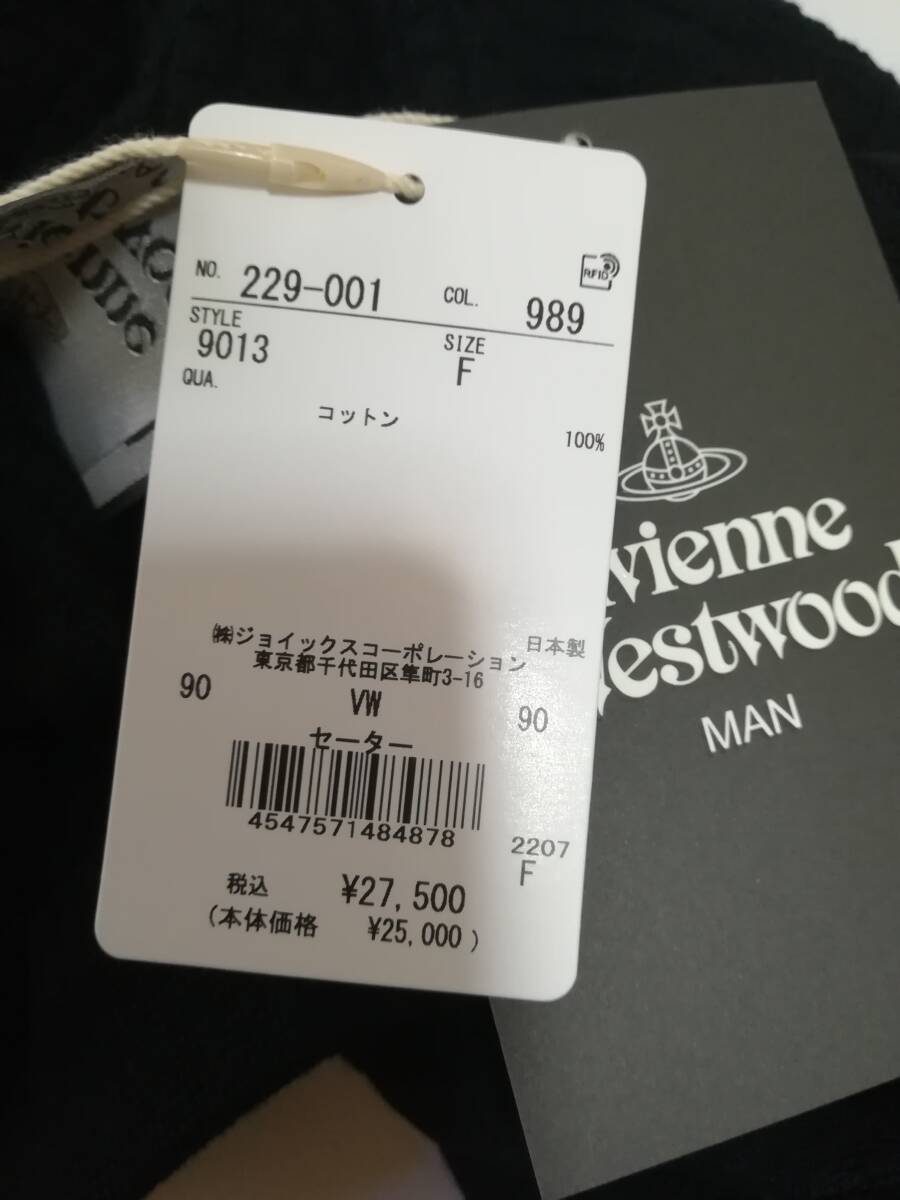 NO. 229-001 COL. 989
RFID
STYLE 9013 SIZE F
QUA.
コットン 100%
㈱ジョイックスコーポレーション 日本製
東京都千代田区隼町3-16
90 VW 90
セーター
4547571484878
2207
F
税込 ¥27,500
(本体価格 ¥25,000)
vienne
estwood
MAN